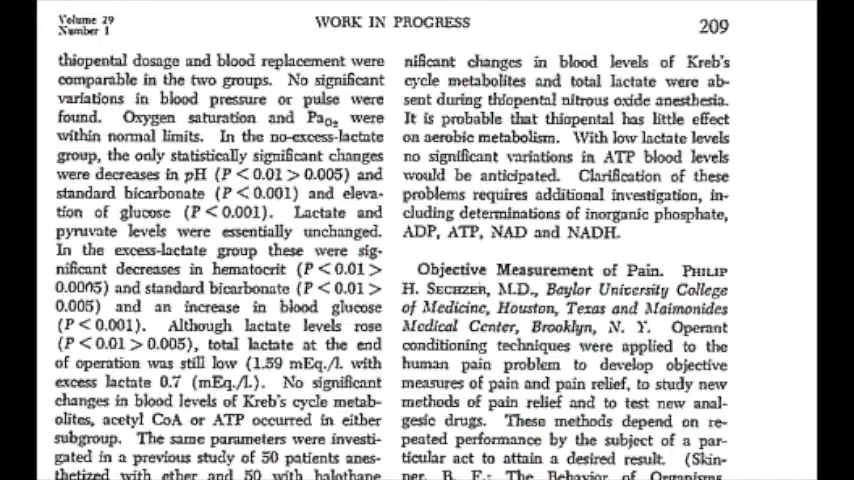 Volume 29
Number 1
WORK IN PROGRESS
209
thiopental dosage and blood replacement were
comparable in the two groups. No significant
variations in blood pressure or pulse were
found. Oxygen saturation and PaO₂ were
within normal limits. In the no-excess-lactate
group, the only statistically significant changes
were decreases in pH (P < 0.01 > 0.005) and
standard bicarbonate (P < 0.001) and eleva-
tion of glucose (P < 0.001). Lactate and
pyruvate levels were essentially unchanged.
In the excess-lactate group these were sig-
nificant decreases in hematocrit (P < 0.01 >
0.0005) and standard bicarbonate (P < 0.01 >
0.005) and an increase in blood glucose
(P < 0.001). Although lactate levels rose
(P < 0.01 > 0.005), total lactate at the end
of operation was still low (1.59 mEq./l. with
excess lactate 0.7 (mEq./l.). No significant
changes in blood levels of Kreb's cycle metab-
olites, acetyl CoA or ATP occurred in either
subgroup. The same parameters were investi-
gated in a previous study of 50 patients anes-
thetized with ether and 50 with halothane
nificant changes in blood levels of Kreb's
cycle metabolites and total lactate were ab-
sent during thiopental nitrous oxide anesthesia.
It is probable that thiopental has little effect
on aerobic metabolism. With low lactate levels
no significant variations in ATP blood levels
would be anticipated. Clarification of these
problems requires additional investigation, in-
cluding determinations of inorganic phosphate,
ADP, ATP, NAD and NADH.
Objective Measurement of Pain. PHILIP
H. SECHZER, M.D., Baylor University College
of Medicine, Houston, Texas and Maimonides
Medical Center, Brooklyn, N. Y. Operant
conditioning techniques were applied to the
human pain problem to develop objective
measures of pain and pain relief, to study new
methods of pain relief and to test new anal-
gesic drugs. These methods depend on re-
peated performance by the subject of a par-
ticular act to attain a desired result. (Skin-
ner, B. F.: The Behavior of Organisms,